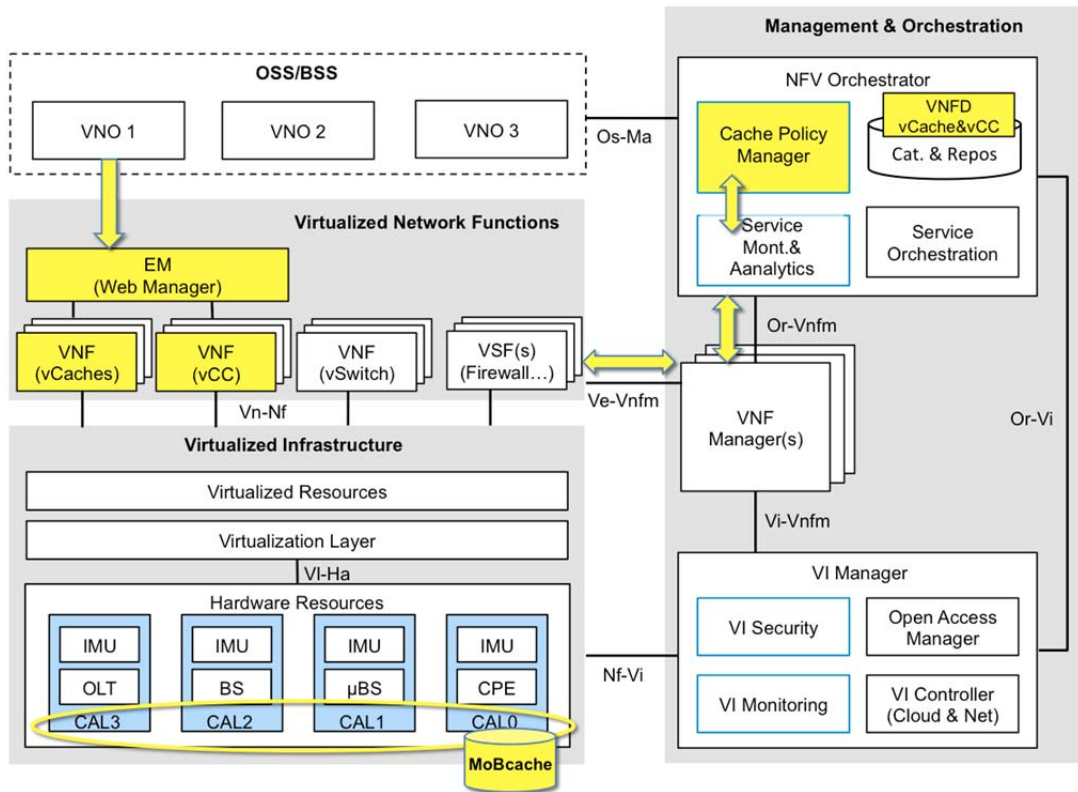 Management & Orchestration
OSS/BSS
VNO 1
VNO 2
VNO 3
Os-Ma
NFV Orchestrator
Cache Policy
Manager
VNFD
vCache&vCC
Cat. & Repos
Service
Mont.&
Aanalytics
Service
Orchestration
Virtualized Network Functions
EM
(Web Manager)
VNF
(vCaches)
VNF
(vCC)
VNF
(vSwitch)
VSF(s)
(Firewall...)
Vn-Nf
Ve-Vnfm
Or-Vnfm
VNF
Manager(s)
Or-Vi
Vi-Vnfm
Virtualized Infrastructure
Virtualized Resources
Virtualization Layer
VI-Ha
Hardware Resources
IMU
OLT
CAL3
IMU
BS
CAL2
IMU
µBS
CAL1
IMU
CPE
CAL0
MoBcache
Nf-Vi
VI Manager
VI Security
Open Access
Manager
VI Monitoring
VI Controller
(Cloud & Net)